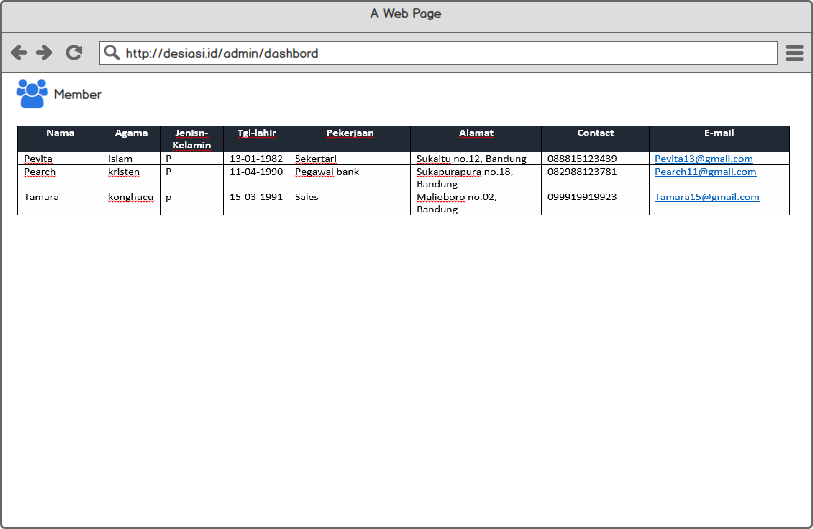 A Web Page
http://desiasi.id/admin/dashbord
Member
Nama Agama Jenisn-Kelamin Tgl-lahir Pekerjaan Alamat Contact E-mail
Pevita islam P 13-01-1982 Sekertari Sukaitu no.12, Bandung 088815123439 Pevita13@gmail.com
Pearch kristen P 11-04-1990 Pegawai bank Sukapurapura no.18, Bandung 082988123781 Pearch11@gmail.com
Tamara konghucu p 15-03-1991 Sales Malioboro no.02, Bandung 099919919923 Tamara15@gmail.com